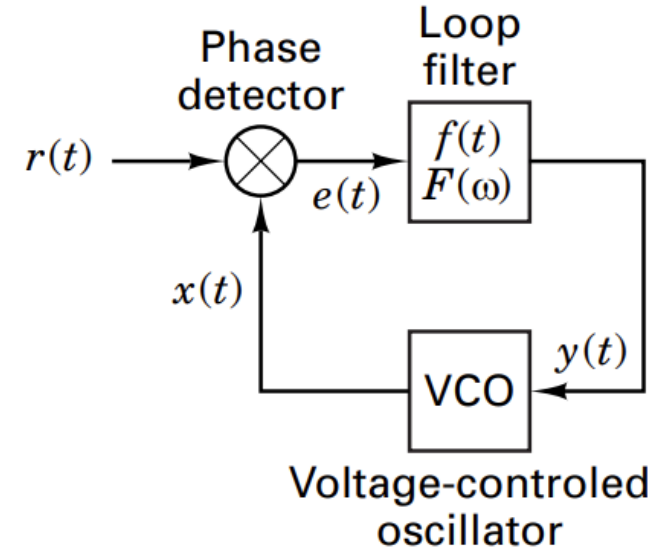 Phase
detector
Loop
filter
r(t)
f(t)
F(ω)
e(t)
x(t)
y(t)
VCO
Voltage-controled
oscillator